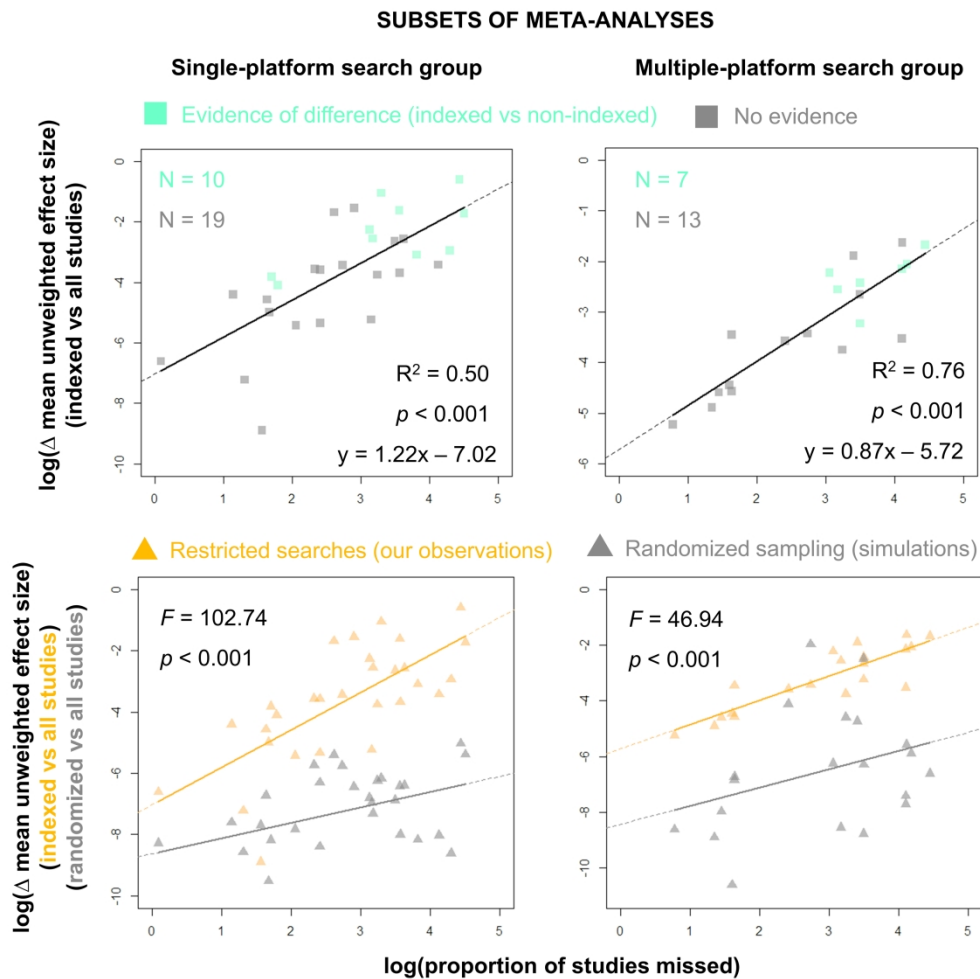 SUBSETS OF META-ANALYSES
Single-platform search group
Multiple-platform search group
Evidence of difference (indexed vs non-indexed)
No evidence
log(Δ mean unweighted effect size)
(indexed vs all studies)
0
-2
-4
-6
-8
-10
N = 10
N = 19
R² = 0.50
p < 0.001
y = 1.22x – 7.02
0 1 2 3 4 5
0
-1
-2
-3
-4
-5
-6
N = 7
N = 13
R² = 0.76
p < 0.001
y = 0.87x – 5.72
0 1 2 3 4 5
Restricted searches (our observations)
Randomized sampling (simulations)
log(Δ mean unweighted effect size)
(indexed vs all studies)
(randomized vs all studies)
0
-2
-4
-6
-8
-10
F = 102.74
p < 0.001
0 1 2 3 4 5
0
-2
-4
-6
-8
-10
F = 46.94
p < 0.001
0 1 2 3 4 5
log(proportion of studies missed)